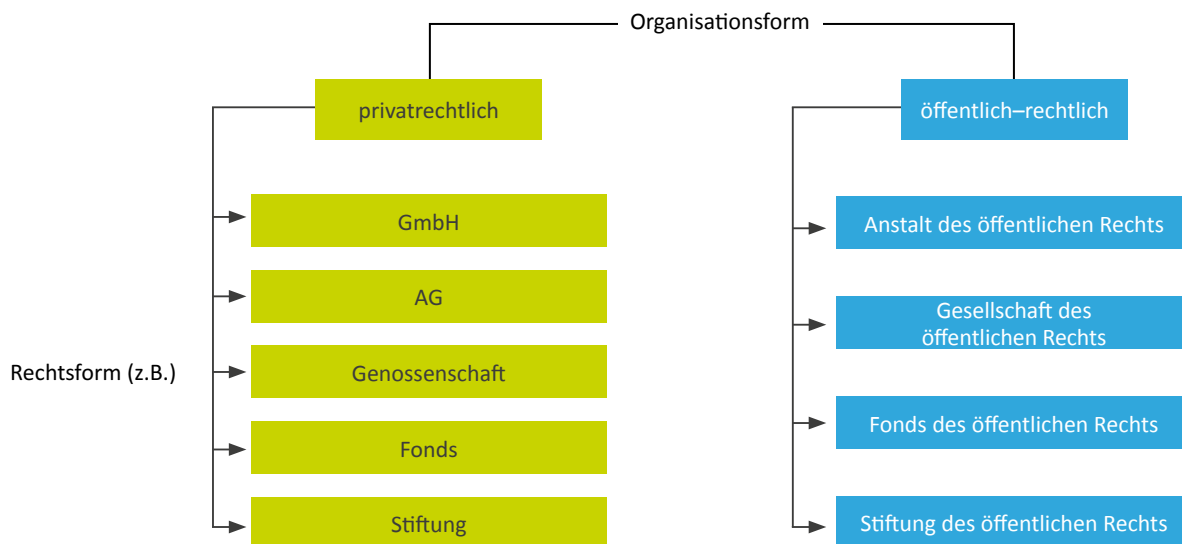 Organisationsform
privatrechtlich
öffentlich–rechtlich
GmbH
AG
Rechtsform (z.B.)
Genossenschaft
Fonds
Stiftung
Anstalt des öffentlichen Rechts
Gesellschaft des
öffentlichen Rechts
Fonds des öffentlichen Rechts
Stiftung des öffentlichen Rechts